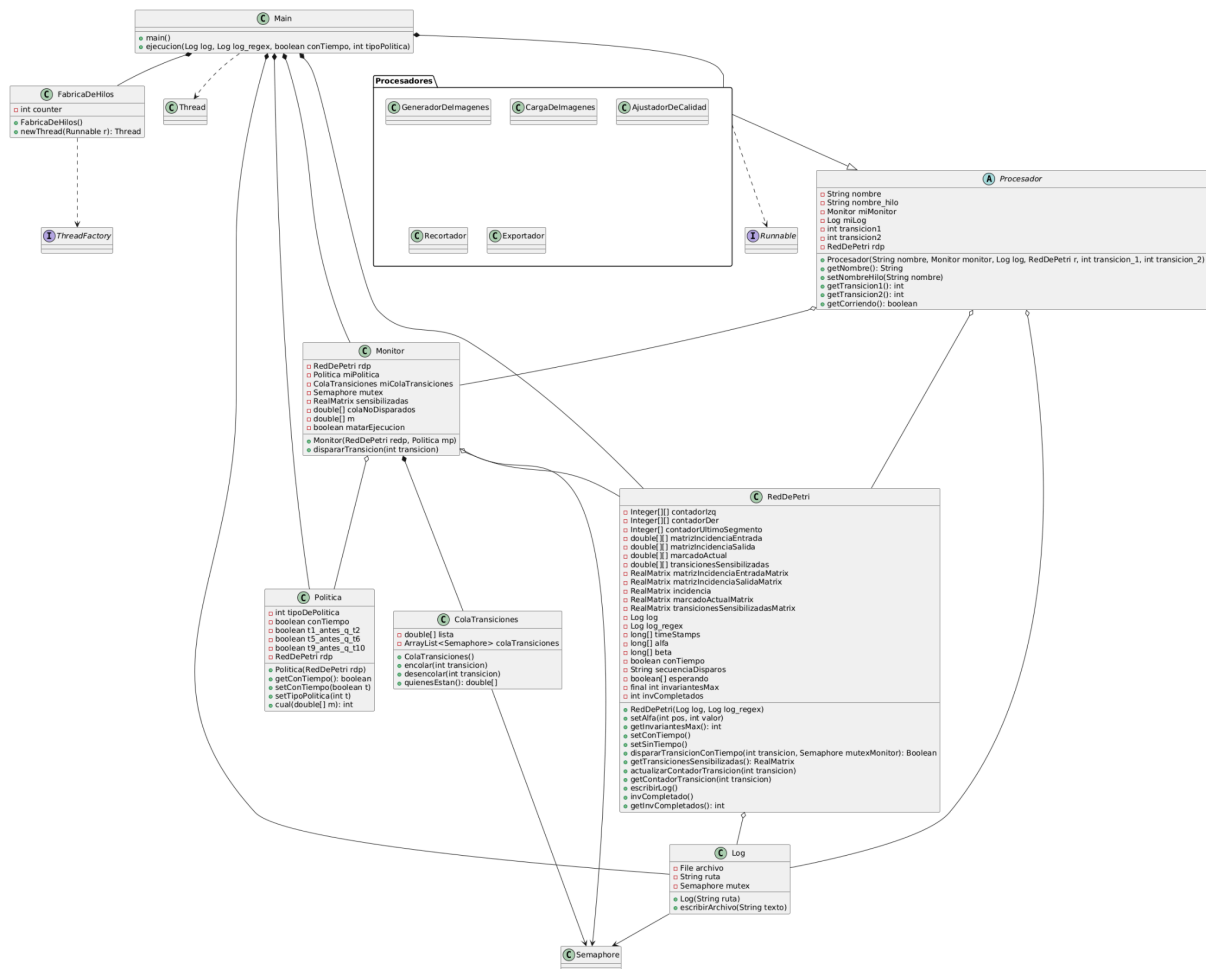 C Main
main()
ejecucion(Log log, Log log_regex, boolean conTiempo, int tipoPolitica)
C FabricaDeHilos
int counter
FabricaDeHilos()
newThread(Runnable r): Thread
C Thread
Procesadores
C GeneradorDeImagenes
C CargaDeImagenes
C AjustadorDeCalidad
C Recortador
C Exportador
I ThreadFactory
I Runnable
A Procesador
String nombre
String nombre_hilo
Monitor miMonitor
Log miLog
int transicion1
int transicion2
RedDePetri rdp
Procesador(String nombre, Monitor monitor, Log log, RedDePetri r, int transicion_1, int transicion_2)
getNombre(): String
setNombreHilo(String nombre)
getTransicion1(): int
getTransicion2(): int
getCorriendo(): boolean
C Monitor
RedDePetri rdp
Politica miPolitica
ColaTransiciones miColaTransiciones
Semaphore mutex
RealMatrix sensibilizadas
double[] colaNoDisparados
double[] m
boolean matarEjecucion
Monitor(RedDePetri redp, Politica mp)
dispararTransicion(int transicion)
C RedDePetri
Integer[][] contadorIzq
Integer[][] contadorDer
Integer[] contadorUltimoSegmento
double[][] matrizIncidenciaEntrada
double[][] matrizIncidenciaSalida
double[][] marcadoActual
double[][] transicionesSensibilizadas
RealMatrix matrizIncidenciaEntradaMatrix
RealMatrix matrizIncidenciaSalidaMatrix
RealMatrix incidencia
RealMatrix marcadoActualMatrix
RealMatrix transicionesSensibilizadasMatrix
Log log
Log log_regex
long[] timeStamps
long[] alfa
long[] beta
boolean conTiempo
String secuenciaDisparos
boolean[] esperando
final int invariantesMax
int invCompletados
RedDePetri(Log log, Log log_regex)
setAlfa(int pos, int valor)
getInvariantesMax(): int
setConTiempo()
setSinTiempo()
dispararTransicionConTiempo(int transicion, Semaphore mutexMonitor): Boolean
getTransicionesSensibilizadas(): RealMatrix
actualizarContadorTransicion(int transicion)
getContadorTransicion(int transicion)
escribirLog()
invCompletado()
getInvCompletados(): int
C Politica
int tipoDePolitica
boolean conTiempo
boolean t1_antes_q_t2
boolean t5_antes_q_t6
boolean t9_antes_q_t10
RedDePetri rdp
Politica(RedDePetri rdp)
getConTiempo(): boolean
setConTiempo(boolean t)
setTipoPolitica(int t)
cual(double[] m): int
C ColaTransiciones
double[] lista
ArrayList<Semaphore> colaTransiciones
ColaTransiciones()
encolar(int transicion)
desencolar(int transicion)
quienesEstan(): double[]
C Log
File archivo
String ruta
Semaphore mutex
Log(String ruta)
escribirArchivo(String texto)
C Semaphore